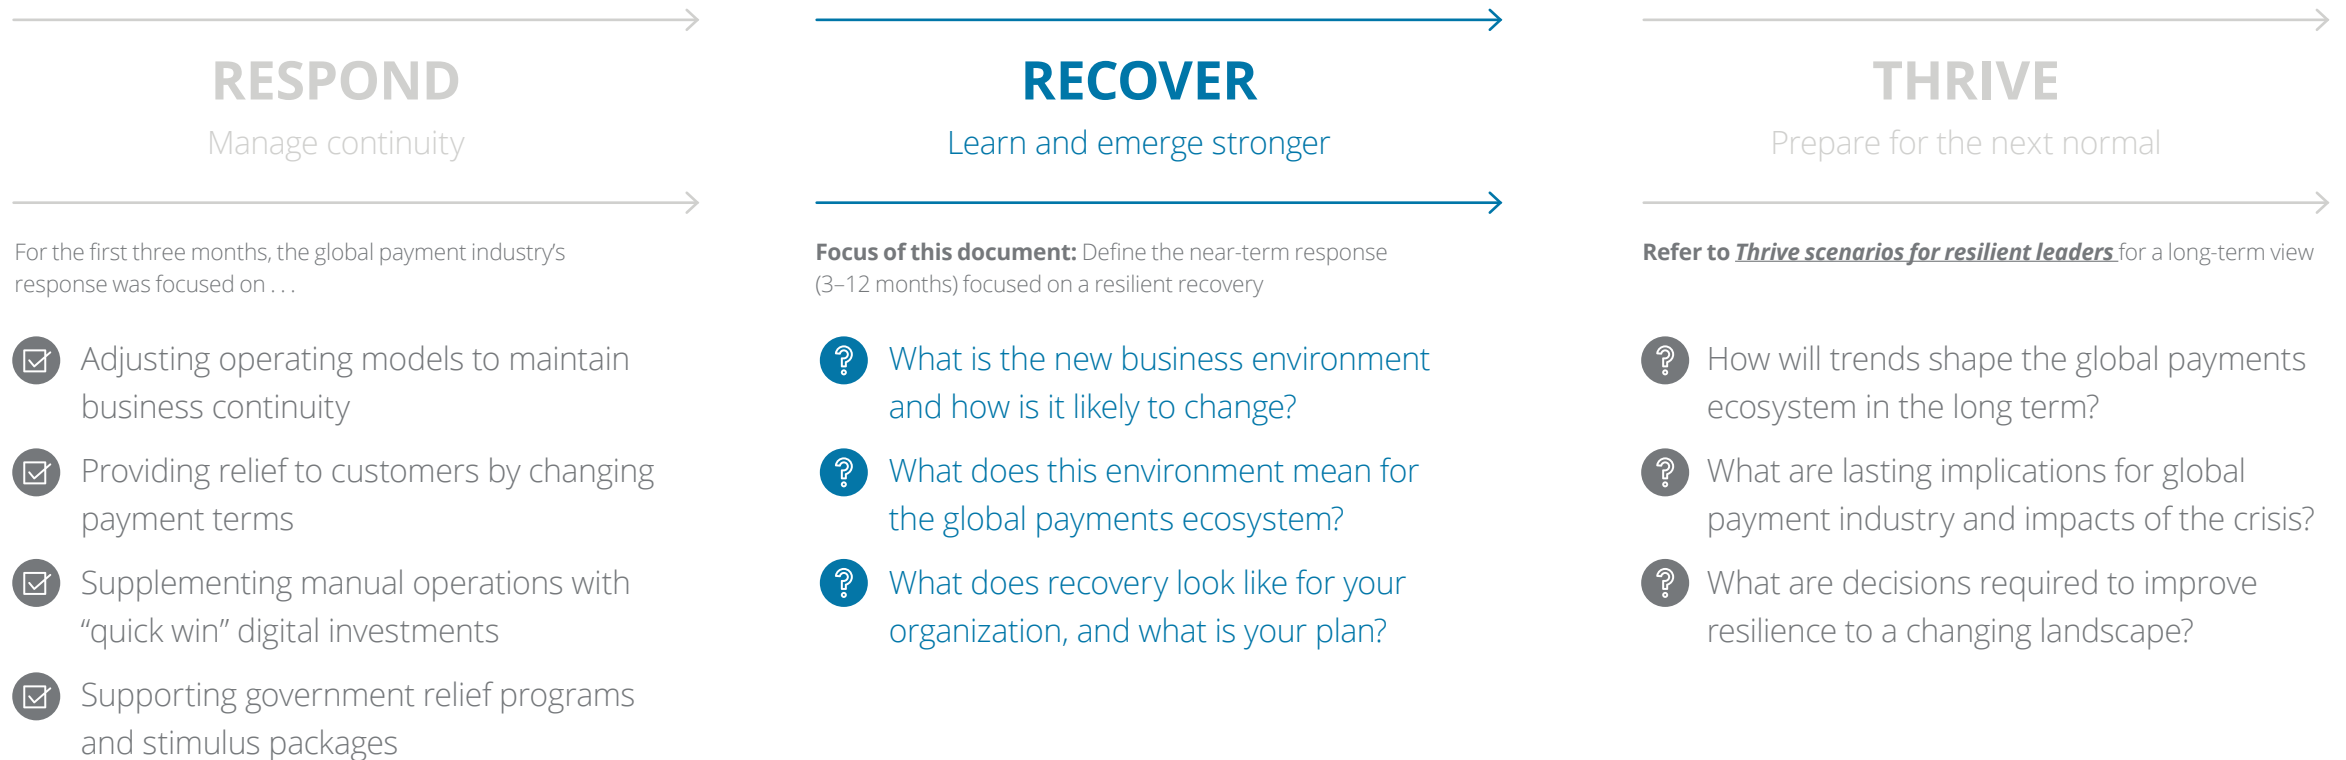 RESPOND
Manage continuity
For the first three months, the global payment industry’s
response was focused on . . .
Adjusting operating models to maintain
business continuity
Providing relief to customers by changing
payment terms
Supplementing manual operations with
“quick win” digital investments
Supporting government relief programs
and stimulus packages
RECOVER
Learn and emerge stronger
Focus of this document: Define the near-term response
(3–12 months) focused on a resilient recovery
What is the new business environment
and how is it likely to change?
What does this environment mean for
the global payments ecosystem?
What does recovery look like for your
organization, and what is your plan?
THRIVE
Prepare for the next normal
Refer to Thrive scenarios for resilient leaders for a long-term view
How will trends shape the global payments
ecosystem in the long term?
What are lasting implications for global
payment industry and impacts of the crisis?
What are decisions required to improve
resilience to a changing landscape?